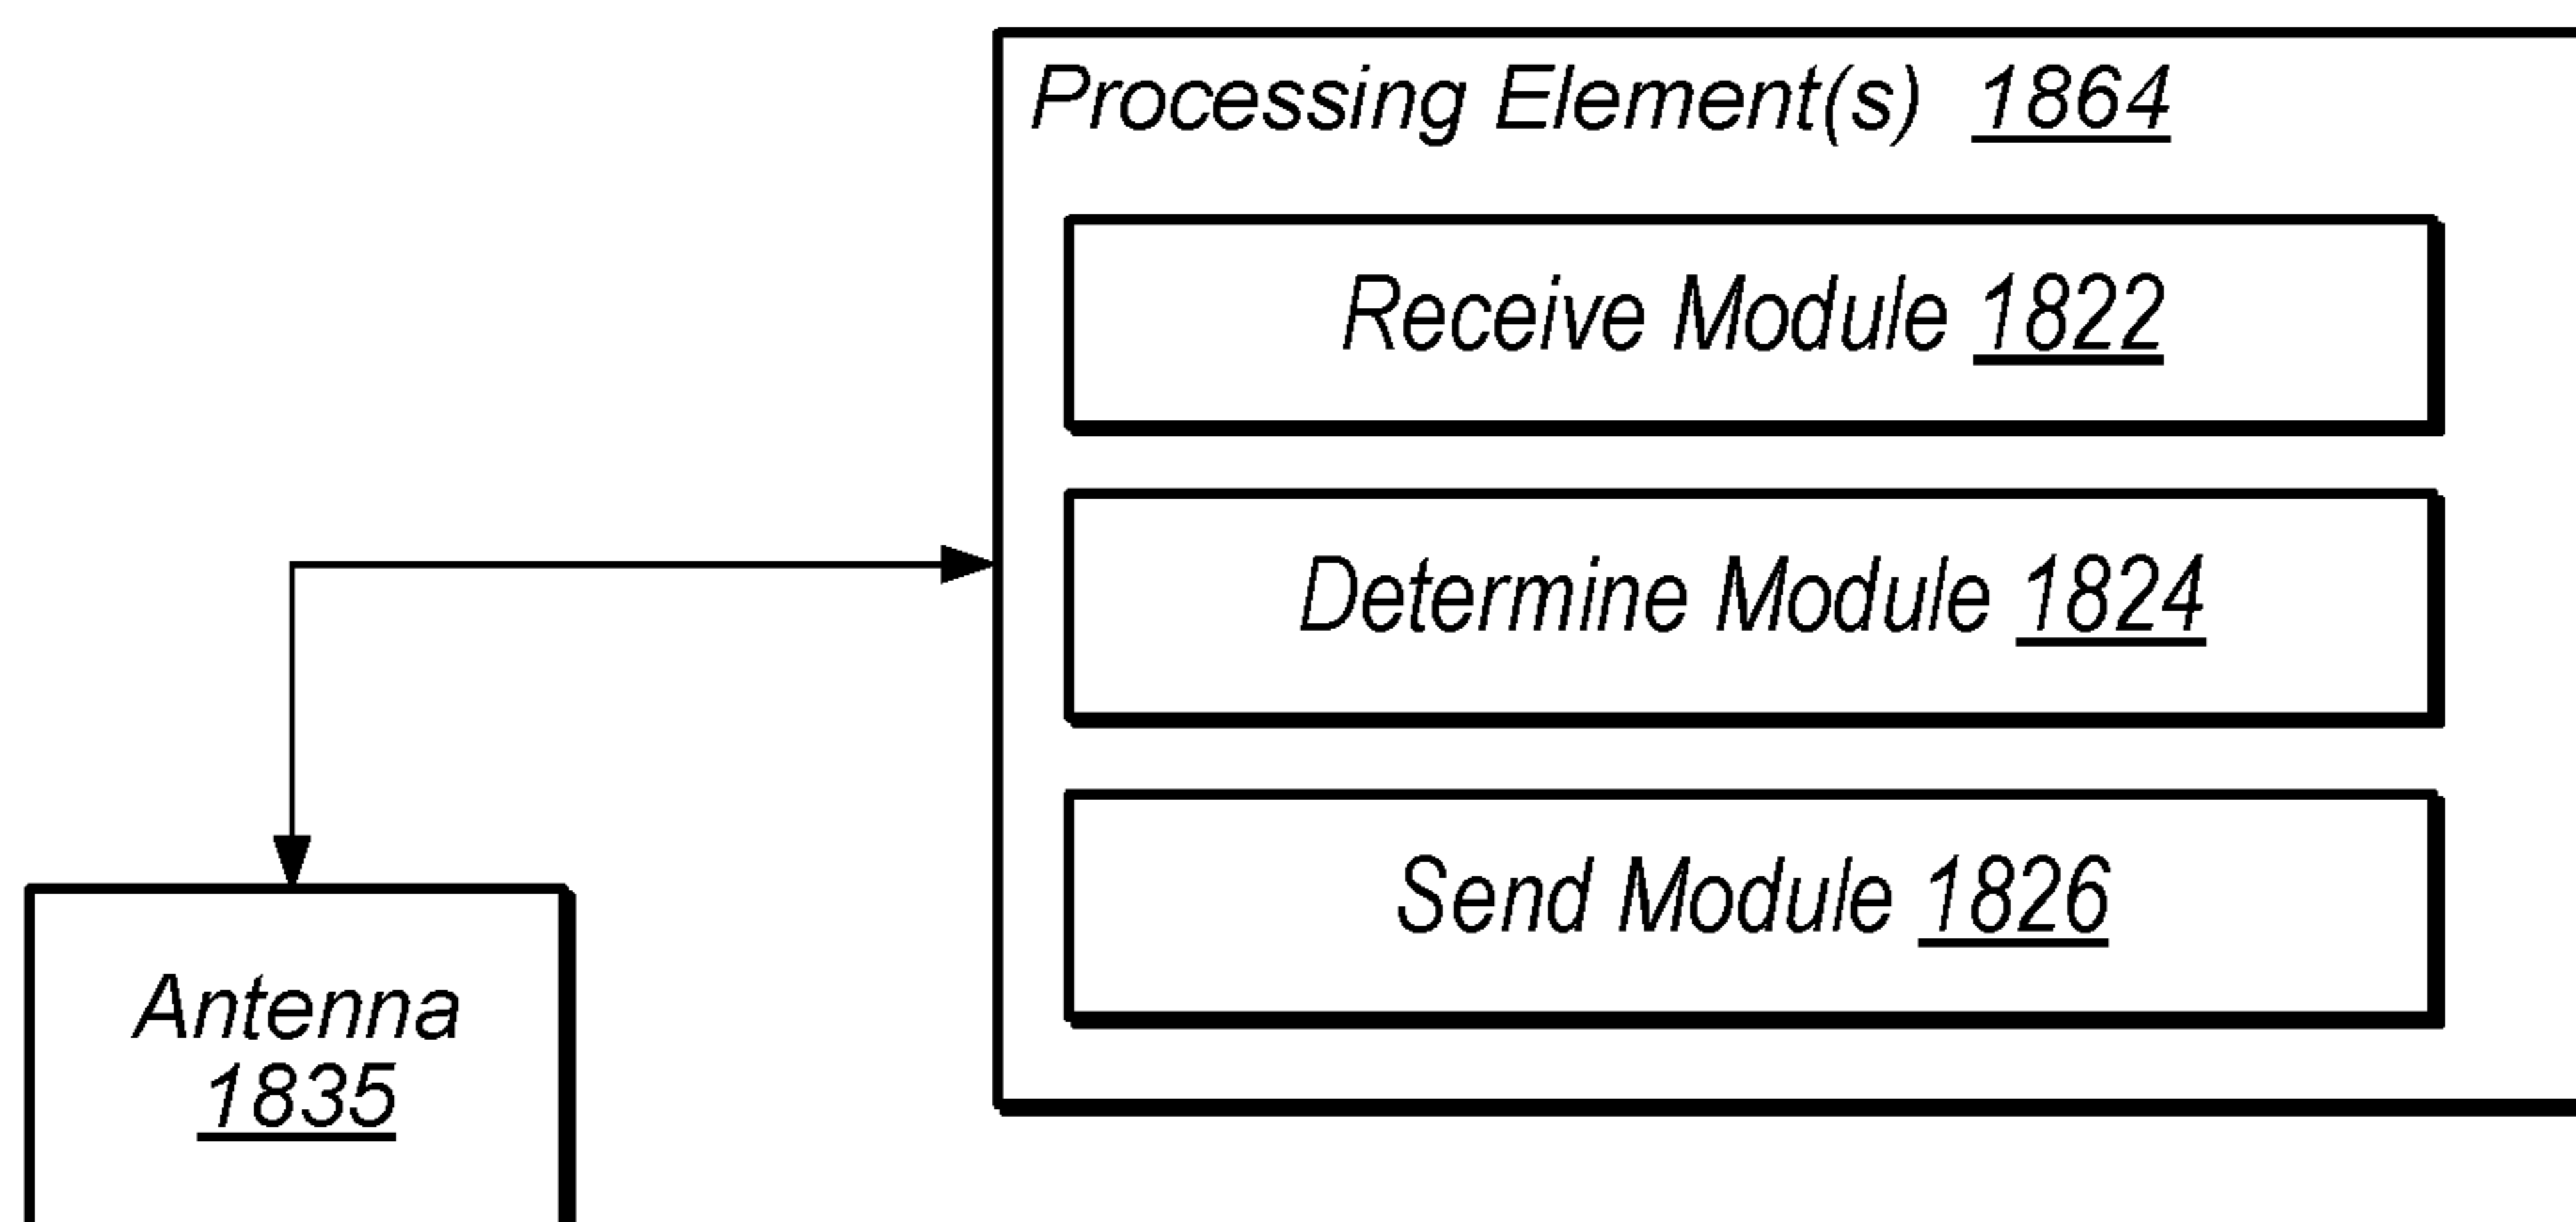 Processing Element(s) 1864
Receive Module 1822
Determine Module 1824
Send Module 1826
Antenna
1835